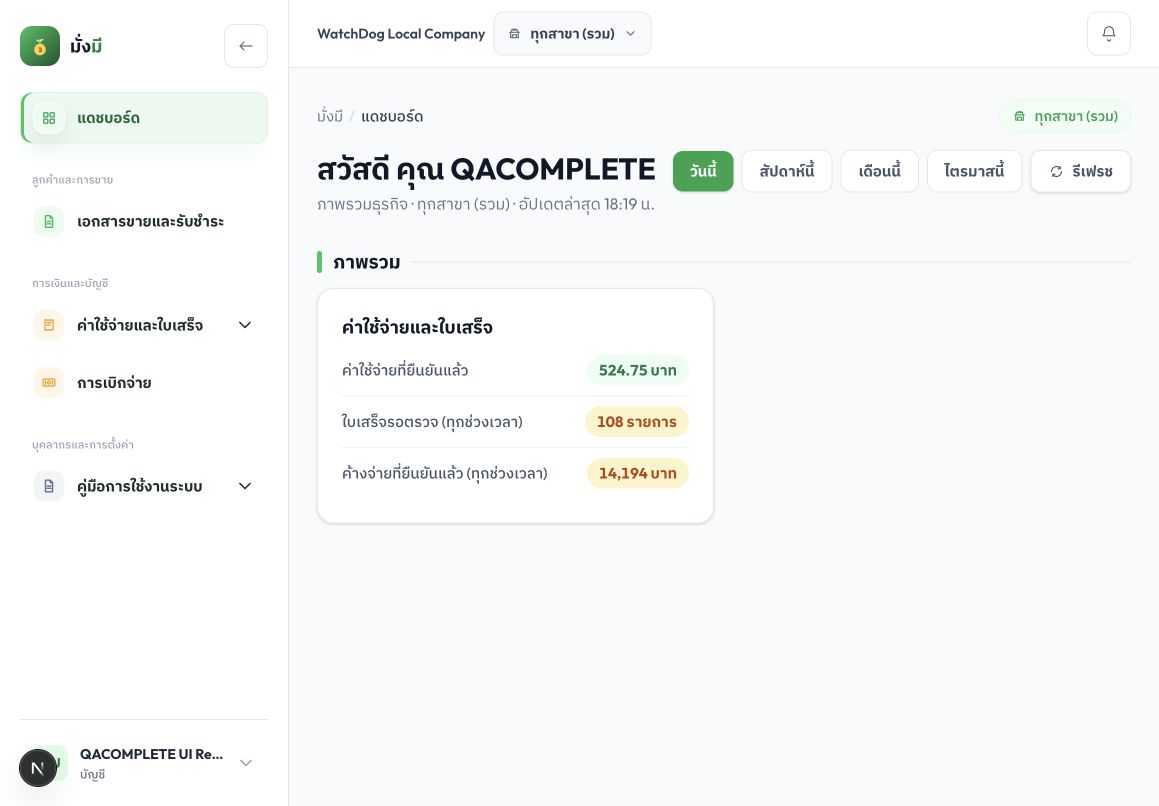 มั่งมี
แดชบอร์ด
ลูกค้าและการขาย
เอกสารขายและรับชำระ
การเงินและบัญชี
ค่าใช้จ่ายและใบเสร็จ
การเบิกจ่าย
บุคลากรและการตั้งค่า
คู่มือการใช้งานระบบ
N
QACOMPLETE UI Re...
บัญชี
WatchDog Local Company ทุกสาขา (รวม)
มั่งมี / แดชบอร์ด ทุกสาขา (รวม)
สวัสดี คุณ QACOMPLETE วันนี้ สัปดาห์นี้ เดือนนี้ ไตรมาสนี้ รีเฟรช
ภาพรวมธุรกิจ · ทุกสาขา (รวม) · อัปเดตล่าสุด 18:19 น.
ภาพรวม
ค่าใช้จ่ายและใบเสร็จ
ค่าใช้จ่ายที่ยืนยันแล้ว 524.75 บาท
ใบเสร็จรอตรวจ (ทุกช่วงเวลา) 108 รายการ
ค้างจ่ายที่ยืนยันแล้ว (ทุกช่วงเวลา) 14,194 บาท